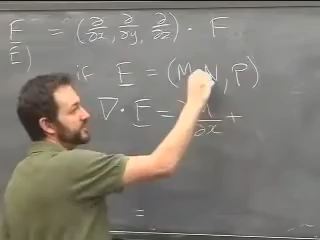 F = (∂/∂x, ∂/∂y, ∂/∂z) · F
E)
if F = (M, N, P)
∇ · F = ∂M/∂x +
=